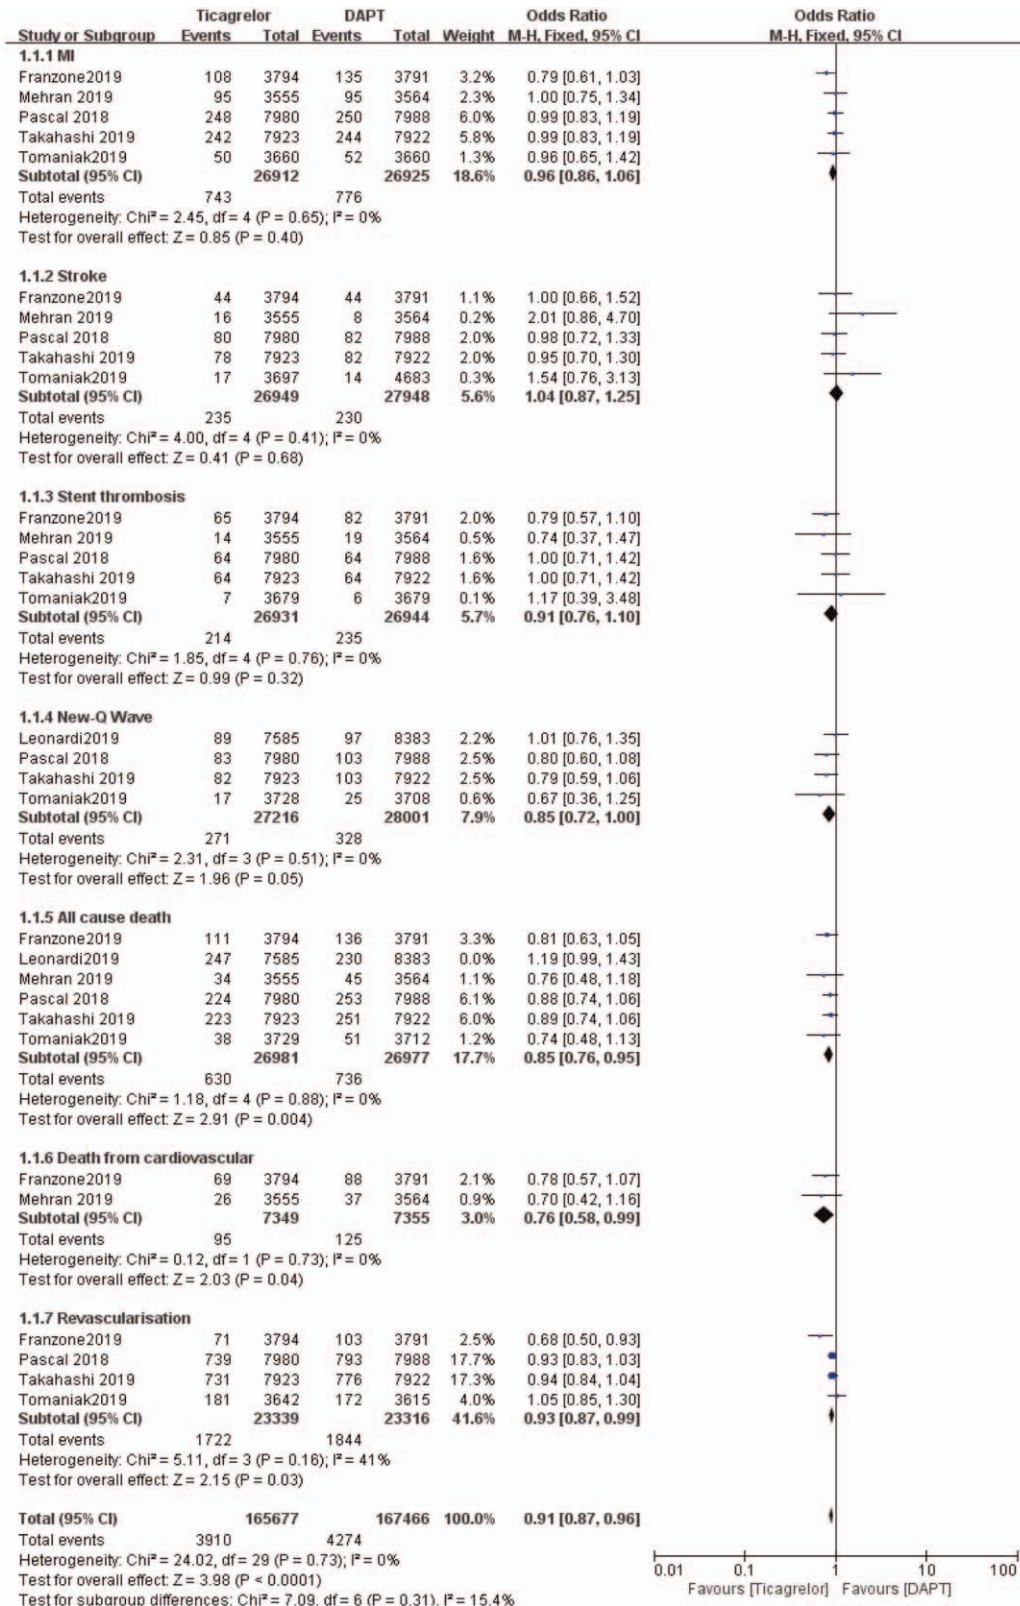 Ticagrelor DAPT Odds Ratio Odds Ratio
Study or Subgroup Events Total Events Total Weight M-H, Fixed, 95% CI M-H, Fixed, 95% CI
1.1.1 MI
Franzone2019 108 3794 135 3791 3.2% 0.79 [0.61, 1.03]
Mehran 2019 95 3555 95 3564 2.3% 1.00 [0.75, 1.34]
Pascal 2018 248 7980 250 7988 6.0% 0.99 [0.83, 1.19]
Takahashi 2019 242 7923 244 7922 5.8% 0.99 [0.83, 1.19]
Tomaniak2019 50 3660 52 3660 1.3% 0.96 [0.65, 1.42]
Subtotal (95% CI) 26912 26925 18.6% 0.96 [0.86, 1.06]
Total events 743 776
Heterogeneity: Chi² = 2.45, df = 4 (P = 0.65); I² = 0%
Test for overall effect: Z = 0.85 (P = 0.40)
1.1.2 Stroke
Franzone2019 44 3794 44 3791 1.1% 1.00 [0.66, 1.52]
Mehran 2019 16 3555 8 3564 0.2% 2.01 [0.86, 4.70]
Pascal 2018 80 7980 82 7988 2.0% 0.98 [0.72, 1.33]
Takahashi 2019 78 7923 82 7922 2.0% 0.95 [0.70, 1.30]
Tomaniak2019 17 3697 14 4683 0.3% 1.54 [0.76, 3.13]
Subtotal (95% CI) 26949 27948 5.6% 1.04 [0.87, 1.25]
Total events 235 230
Heterogeneity: Chi² = 4.00, df = 4 (P = 0.41); I² = 0%
Test for overall effect: Z = 0.41 (P = 0.68)
1.1.3 Stent thrombosis
Franzone2019 65 3794 82 3791 2.0% 0.79 [0.57, 1.10]
Mehran 2019 14 3555 19 3564 0.5% 0.74 [0.37, 1.47]
Pascal 2018 64 7980 64 7988 1.6% 1.00 [0.71, 1.42]
Takahashi 2019 64 7923 64 7922 1.6% 1.00 [0.71, 1.42]
Tomaniak2019 7 3679 6 3679 0.1% 1.17 [0.39, 3.48]
Subtotal (95% CI) 26931 26944 5.7% 0.91 [0.76, 1.10]
Total events 214 235
Heterogeneity: Chi² = 1.85, df = 4 (P = 0.76); I² = 0%
Test for overall effect: Z = 0.99 (P = 0.32)
1.1.4 New-Q Wave
Leonardi2019 89 7585 97 8383 2.2% 1.01 [0.76, 1.35]
Pascal 2018 83 7980 103 7988 2.5% 0.80 [0.60, 1.08]
Takahashi 2019 82 7923 103 7922 2.5% 0.79 [0.59, 1.06]
Tomaniak2019 17 3728 25 3708 0.6% 0.67 [0.36, 1.25]
Subtotal (95% CI) 27216 28001 7.9% 0.85 [0.72, 1.00]
Total events 271 328
Heterogeneity: Chi² = 2.31, df = 3 (P = 0.51); I² = 0%
Test for overall effect: Z = 1.96 (P = 0.05)
1.1.5 All cause death
Franzone2019 111 3794 136 3791 3.3% 0.81 [0.63, 1.05]
Leonardi2019 247 7585 230 8383 0.0% 1.19 [0.99, 1.43]
Mehran 2019 34 3555 45 3564 1.1% 0.76 [0.48, 1.18]
Pascal 2018 224 7980 253 7988 6.1% 0.88 [0.74, 1.06]
Takahashi 2019 223 7923 251 7922 6.0% 0.89 [0.74, 1.06]
Tomaniak2019 38 3729 51 3712 1.2% 0.74 [0.48, 1.13]
Subtotal (95% CI) 26981 26977 17.7% 0.85 [0.76, 0.95]
Total events 630 736
Heterogeneity: Chi² = 1.18, df = 4 (P = 0.88); I² = 0%
Test for overall effect: Z = 2.91 (P = 0.004)
1.1.6 Death from cardiovascular
Franzone2019 69 3794 88 3791 2.1% 0.78 [0.57, 1.07]
Mehran 2019 26 3555 37 3564 0.9% 0.70 [0.42, 1.16]
Subtotal (95% CI) 7349 7355 3.0% 0.76 [0.58, 0.99]
Total events 95 125
Heterogeneity: Chi² = 0.12, df = 1 (P = 0.73); I² = 0%
Test for overall effect: Z = 2.03 (P = 0.04)
1.1.7 Revascularisation
Franzone2019 71 3794 103 3791 2.5% 0.68 [0.50, 0.93]
Pascal 2018 739 7980 793 7988 17.7% 0.93 [0.83, 1.03]
Takahashi 2019 731 7923 776 7922 17.3% 0.94 [0.84, 1.04]
Tomaniak2019 181 3642 172 3615 4.0% 1.05 [0.85, 1.30]
Subtotal (95% CI) 23339 23316 41.6% 0.93 [0.87, 0.99]
Total events 1722 1844
Heterogeneity: Chi² = 5.11, df = 3 (P = 0.16); I² = 41%
Test for overall effect: Z = 2.15 (P = 0.03)
Total (95% CI) 165677 167466 100.0% 0.91 [0.87, 0.96]
Total events 3910 4274
Heterogeneity: Chi² = 24.02, df = 29 (P = 0.73); I² = 0%
Test for overall effect: Z = 3.98 (P < 0.0001)
Test for subgroup differences: Chi² = 7.09, df = 6 (P = 0.31), I² = 15.4%
0.01 0.1 1 10 100
Favours [Ticagrelor] Favours [DAPT]